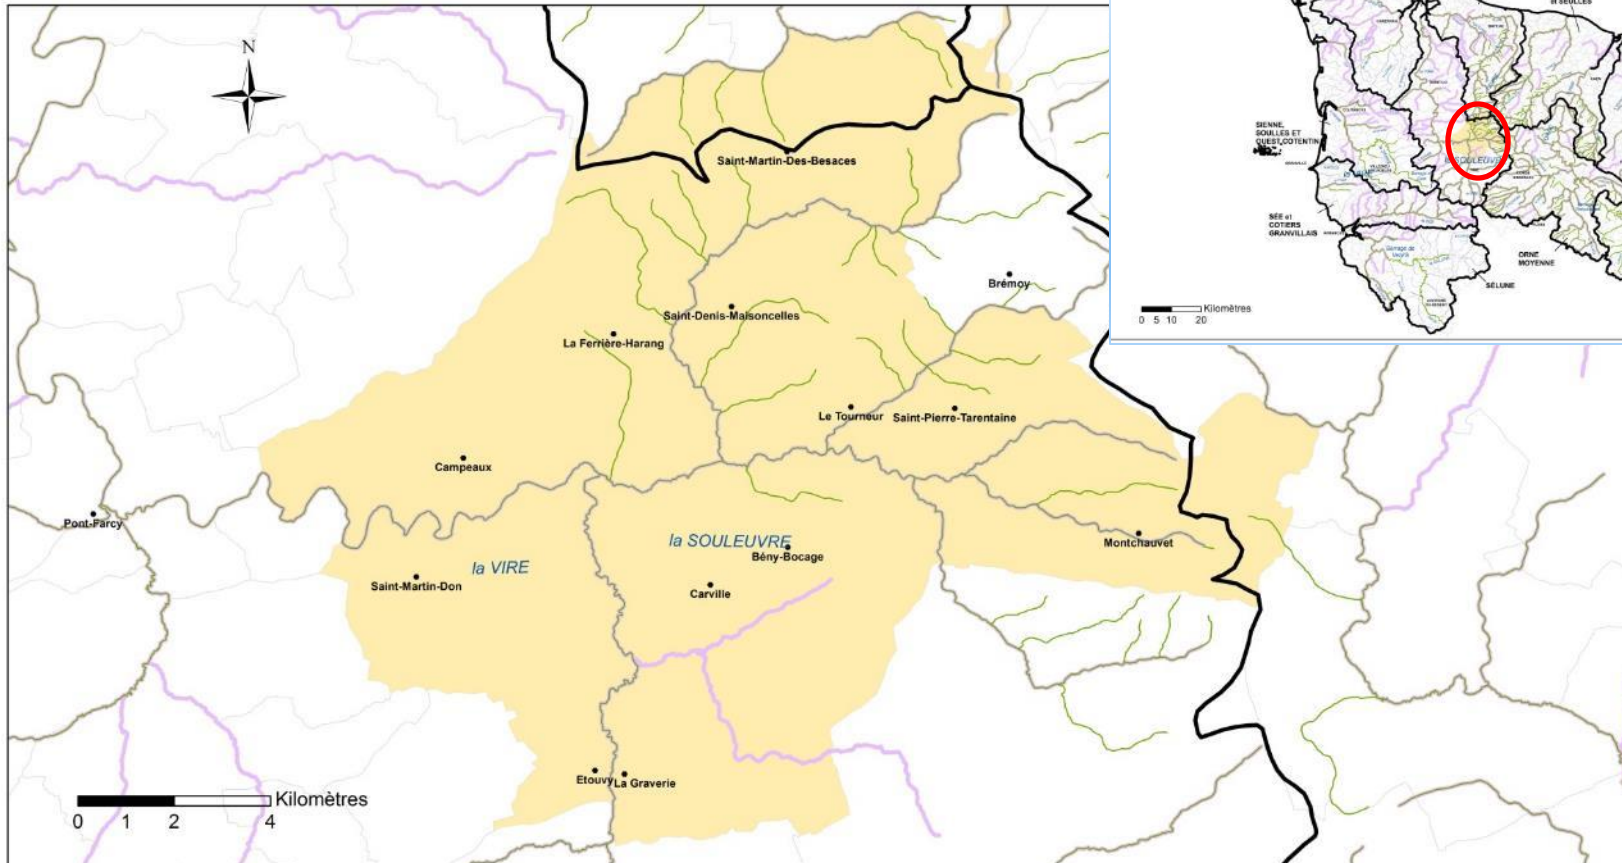 N
Saint-Martin-Des-Besaces
Brémoy
Saint-Denis-Maisoncelles
La Ferrière-Harang
Le Tourneur
Saint-Pierre-Tarentaine
Campeaux
Pont-Farcy
la SOULEUVRE
Bény-Bocage
Montchauvet
la VIRE
Saint-Martin-Don
Carville
Etouvy
La Graverie
Kilomètres
0 1 2 4
et SEULLES
SIENNE,
SOULLES ET
OUEST COTENTIN
SÉE et
COTIERS
GRANVILLAIS
ORNE
MOYENNE
SÉLUNE
Kilomètres
0 5 10 20